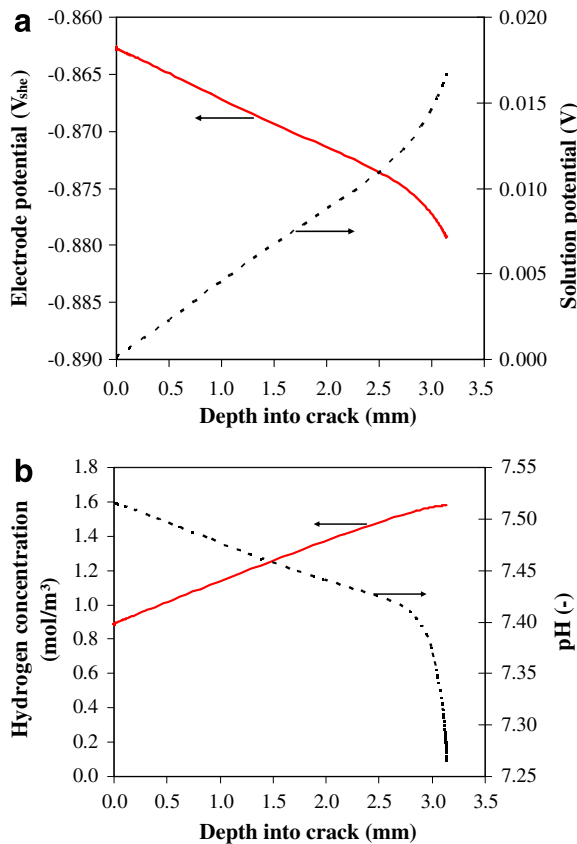 a
Electrode potential (Vshe)
-0.860
-0.865
-0.870
-0.875
-0.880
-0.885
-0.890
0.020
0.015
0.010
0.005
0.000
Solution potential (V)
0.0 0.5 1.0 1.5 2.0 2.5 3.0 3.5
Depth into crack (mm)
b
Hydrogen concentration
(mol/m³)
1.8
1.6
1.4
1.2
1.0
0.8
0.6
0.4
0.2
0.0
7.55
7.50
7.45
7.40
7.35
7.30
7.25
pH (-)
0.0 0.5 1.0 1.5 2.0 2.5 3.0 3.5
Depth into crack (mm)